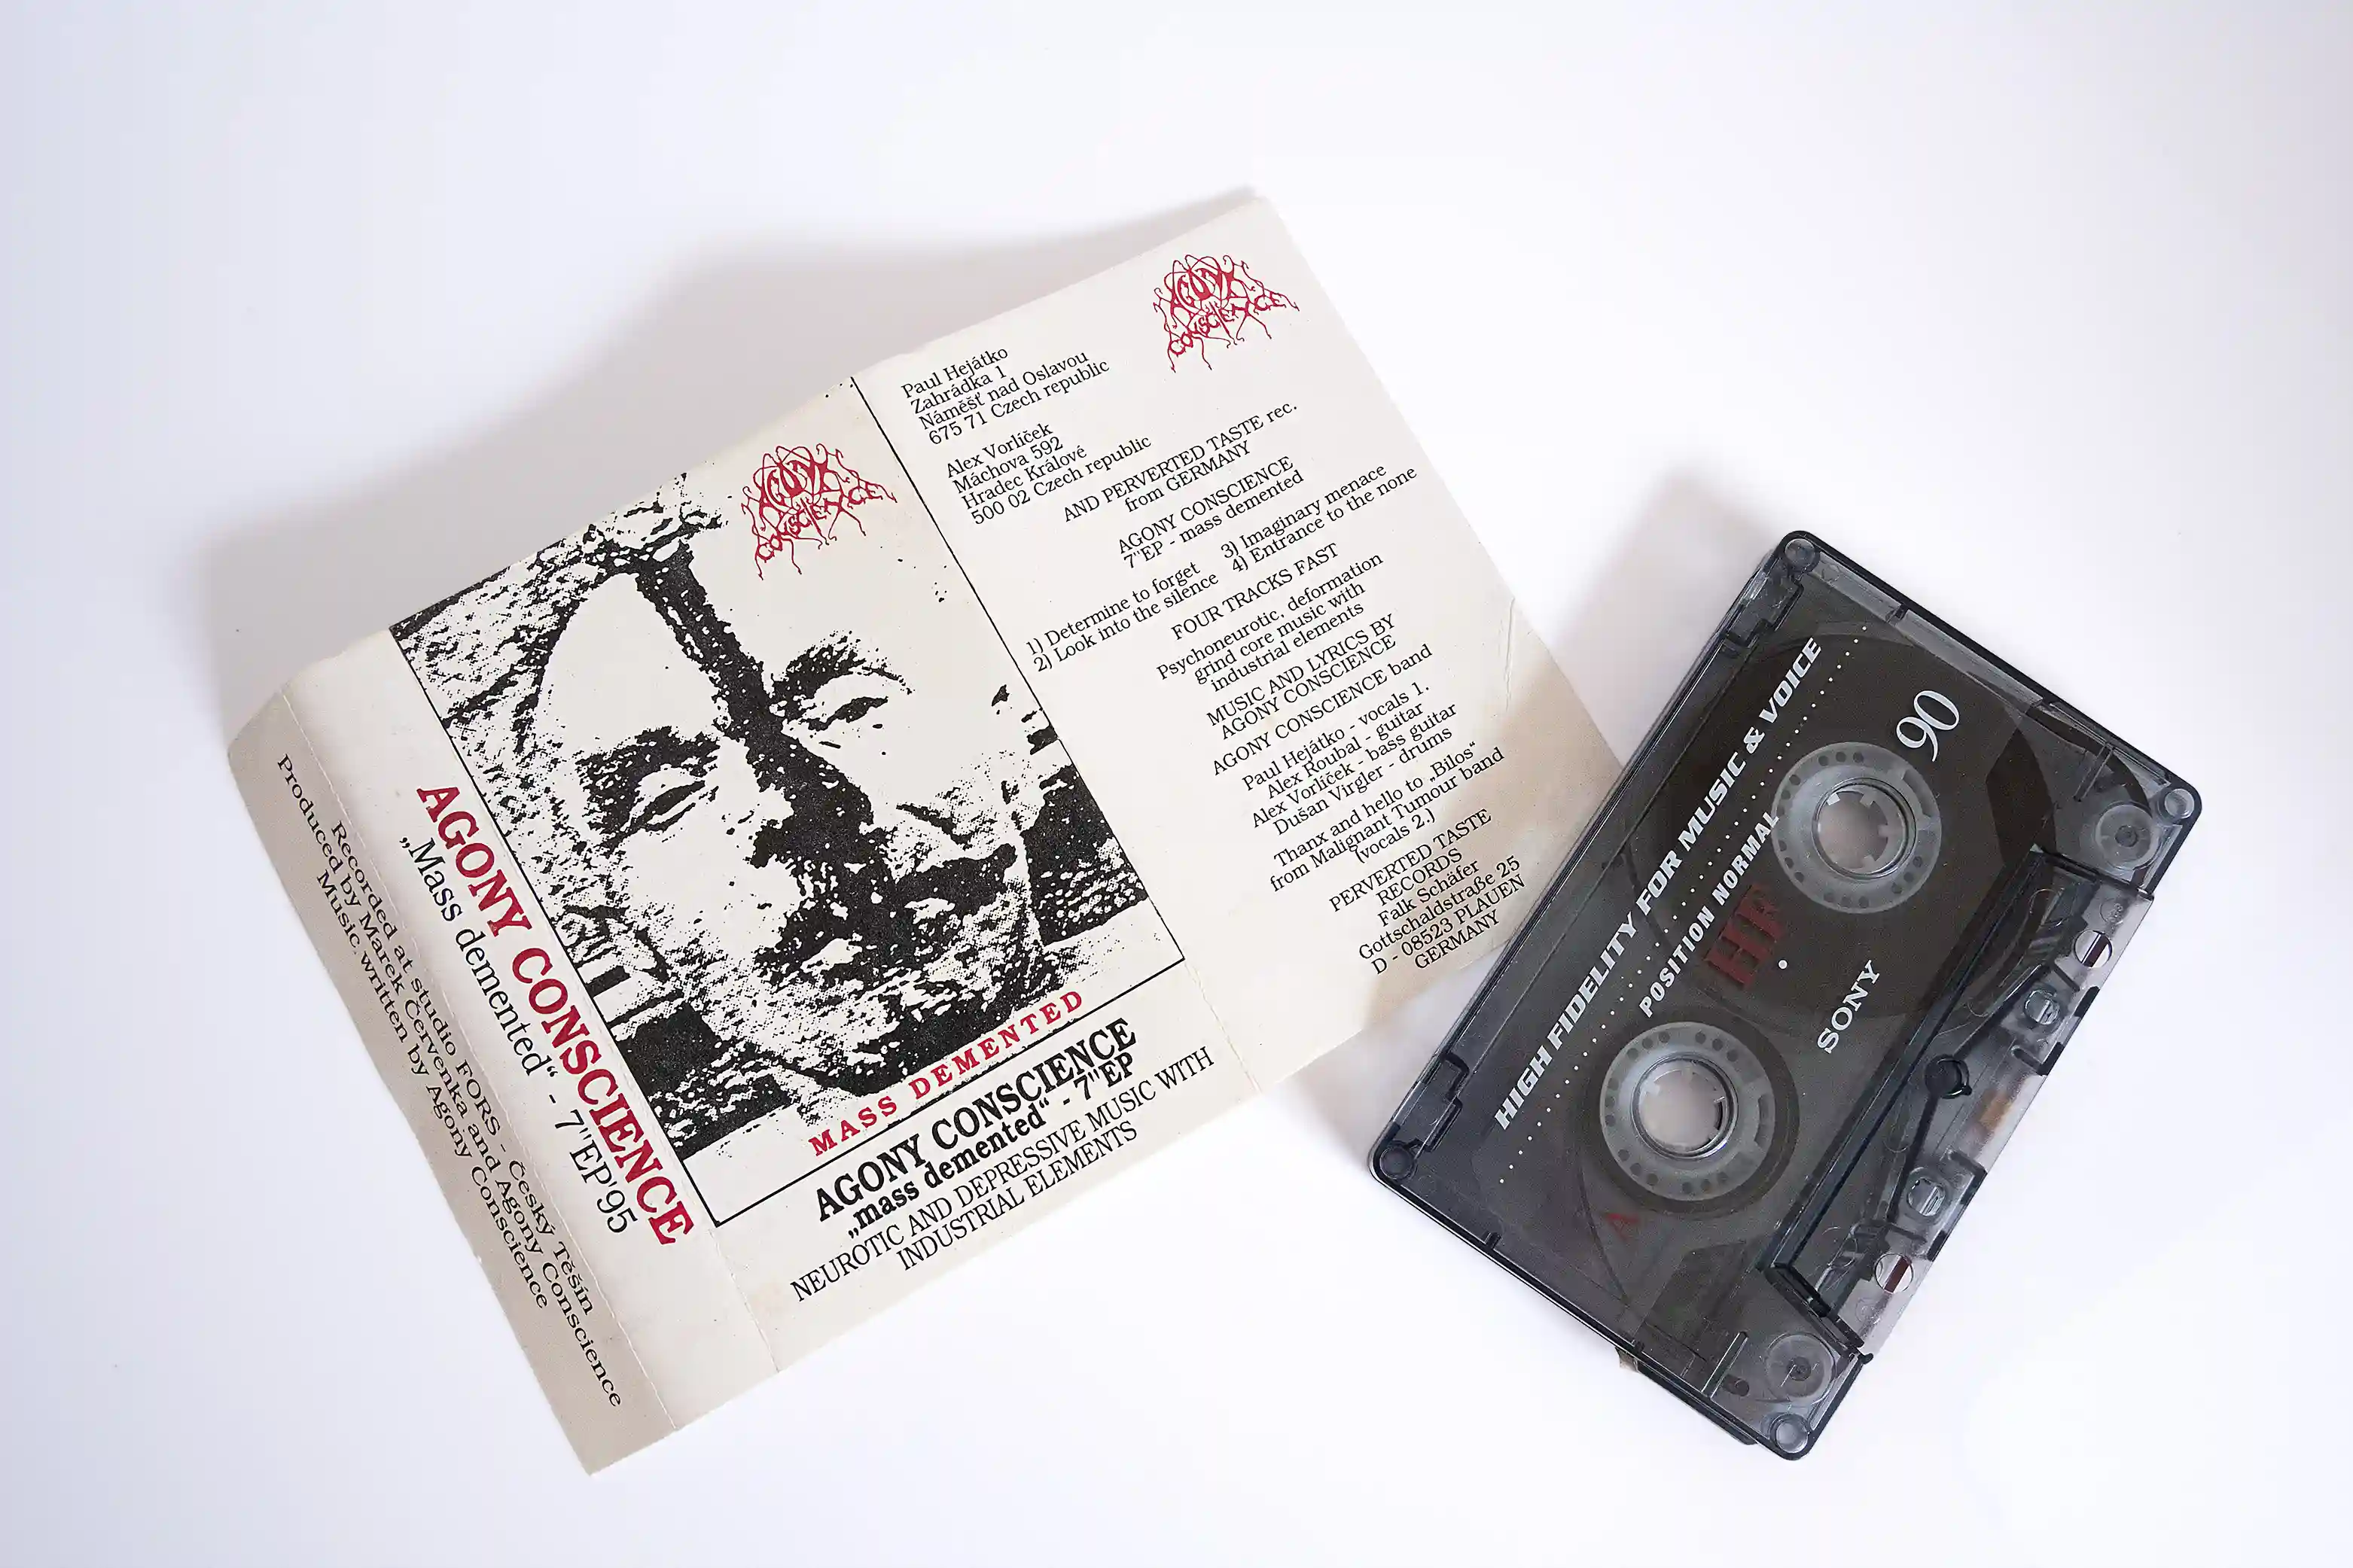 Recorded at studio FORS - Český Těšín
Produced by Marek Červenka and Agony Conscience
Music written by Agony Conscience
AGONY CONSCIENCE
„Mass demented“ - 7"EP'95
AGONY CONSCIENCE
MASS DEMENTED
AGONY CONSCIENCE
„mass demented“ - 7"EP
NEUROTIC AND DEPRESSIVE MUSIC WITH
INDUSTRIAL ELEMENTS
AGONY CONSCIENCE
Paul Hejátko
Zahrádka 1
Náměšť nad Oslavou
675 71 Czech republic
Alex Vorlíček
Máchova 592
Hradec Králové
500 02 Czech republic
AND PERVERTED TASTE rec.
from GERMANY
AGONY CONSCIENCE
7"EP - mass demented
1) Determine to forget
2) Look into the silence
3) Imaginary menace
4) Entrance to the none
FOUR TRACKS FAST
Psychoneurotic, deformation
grind core music with
industrial elements
MUSIC AND LYRICS BY
AGONY CONSCIENCE
AGONY CONSCIENCE band
Paul Hejátko - vocals 1.
Alex Roubal - guitar
Alex Vorlíček - bass guitar
Dušan Virgler - drums
Thanx and hello to „Bilos“
from Malignant Tumour band
(vocals 2.)
PERVERTED TASTE
RECORDS
Falk Schäfer
Gottschaldstraße 25
D - 08523 PLAUEN
GERMANY
HIGH FIDELITY FOR MUSIC & VOICE
POSITION NORMAL
90
HF
SONY
A